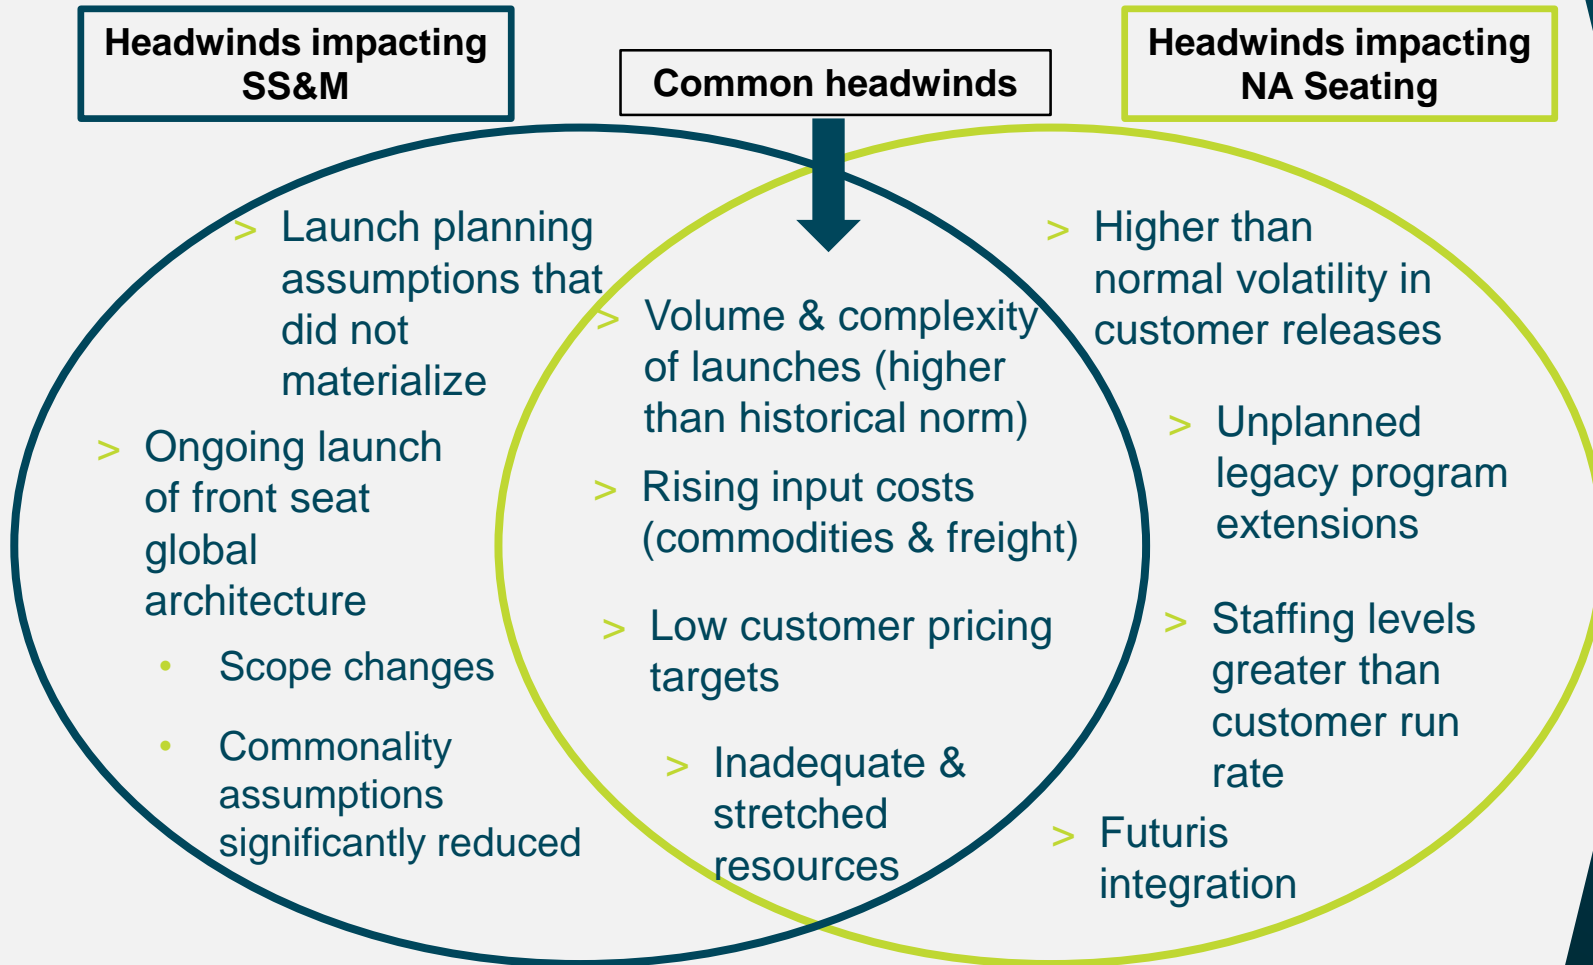 Headwinds impacting
SS&M
Common headwinds
Headwinds impacting
NA Seating
> Launch planning
assumptions that
did not
materialize
> Ongoing launch
of front seat
global
architecture
• Scope changes
• Commonality
assumptions
significantly reduced
> Volume & complexity
of launches (higher
than historical norm)
> Rising input costs
(commodities & freight)
> Low customer pricing
targets
> Inadequate &
stretched
resources
> Higher than
normal volatility in
customer releases
> Unplanned
legacy program
extensions
> Staffing levels
greater than
customer run
rate
> Futuris
integration